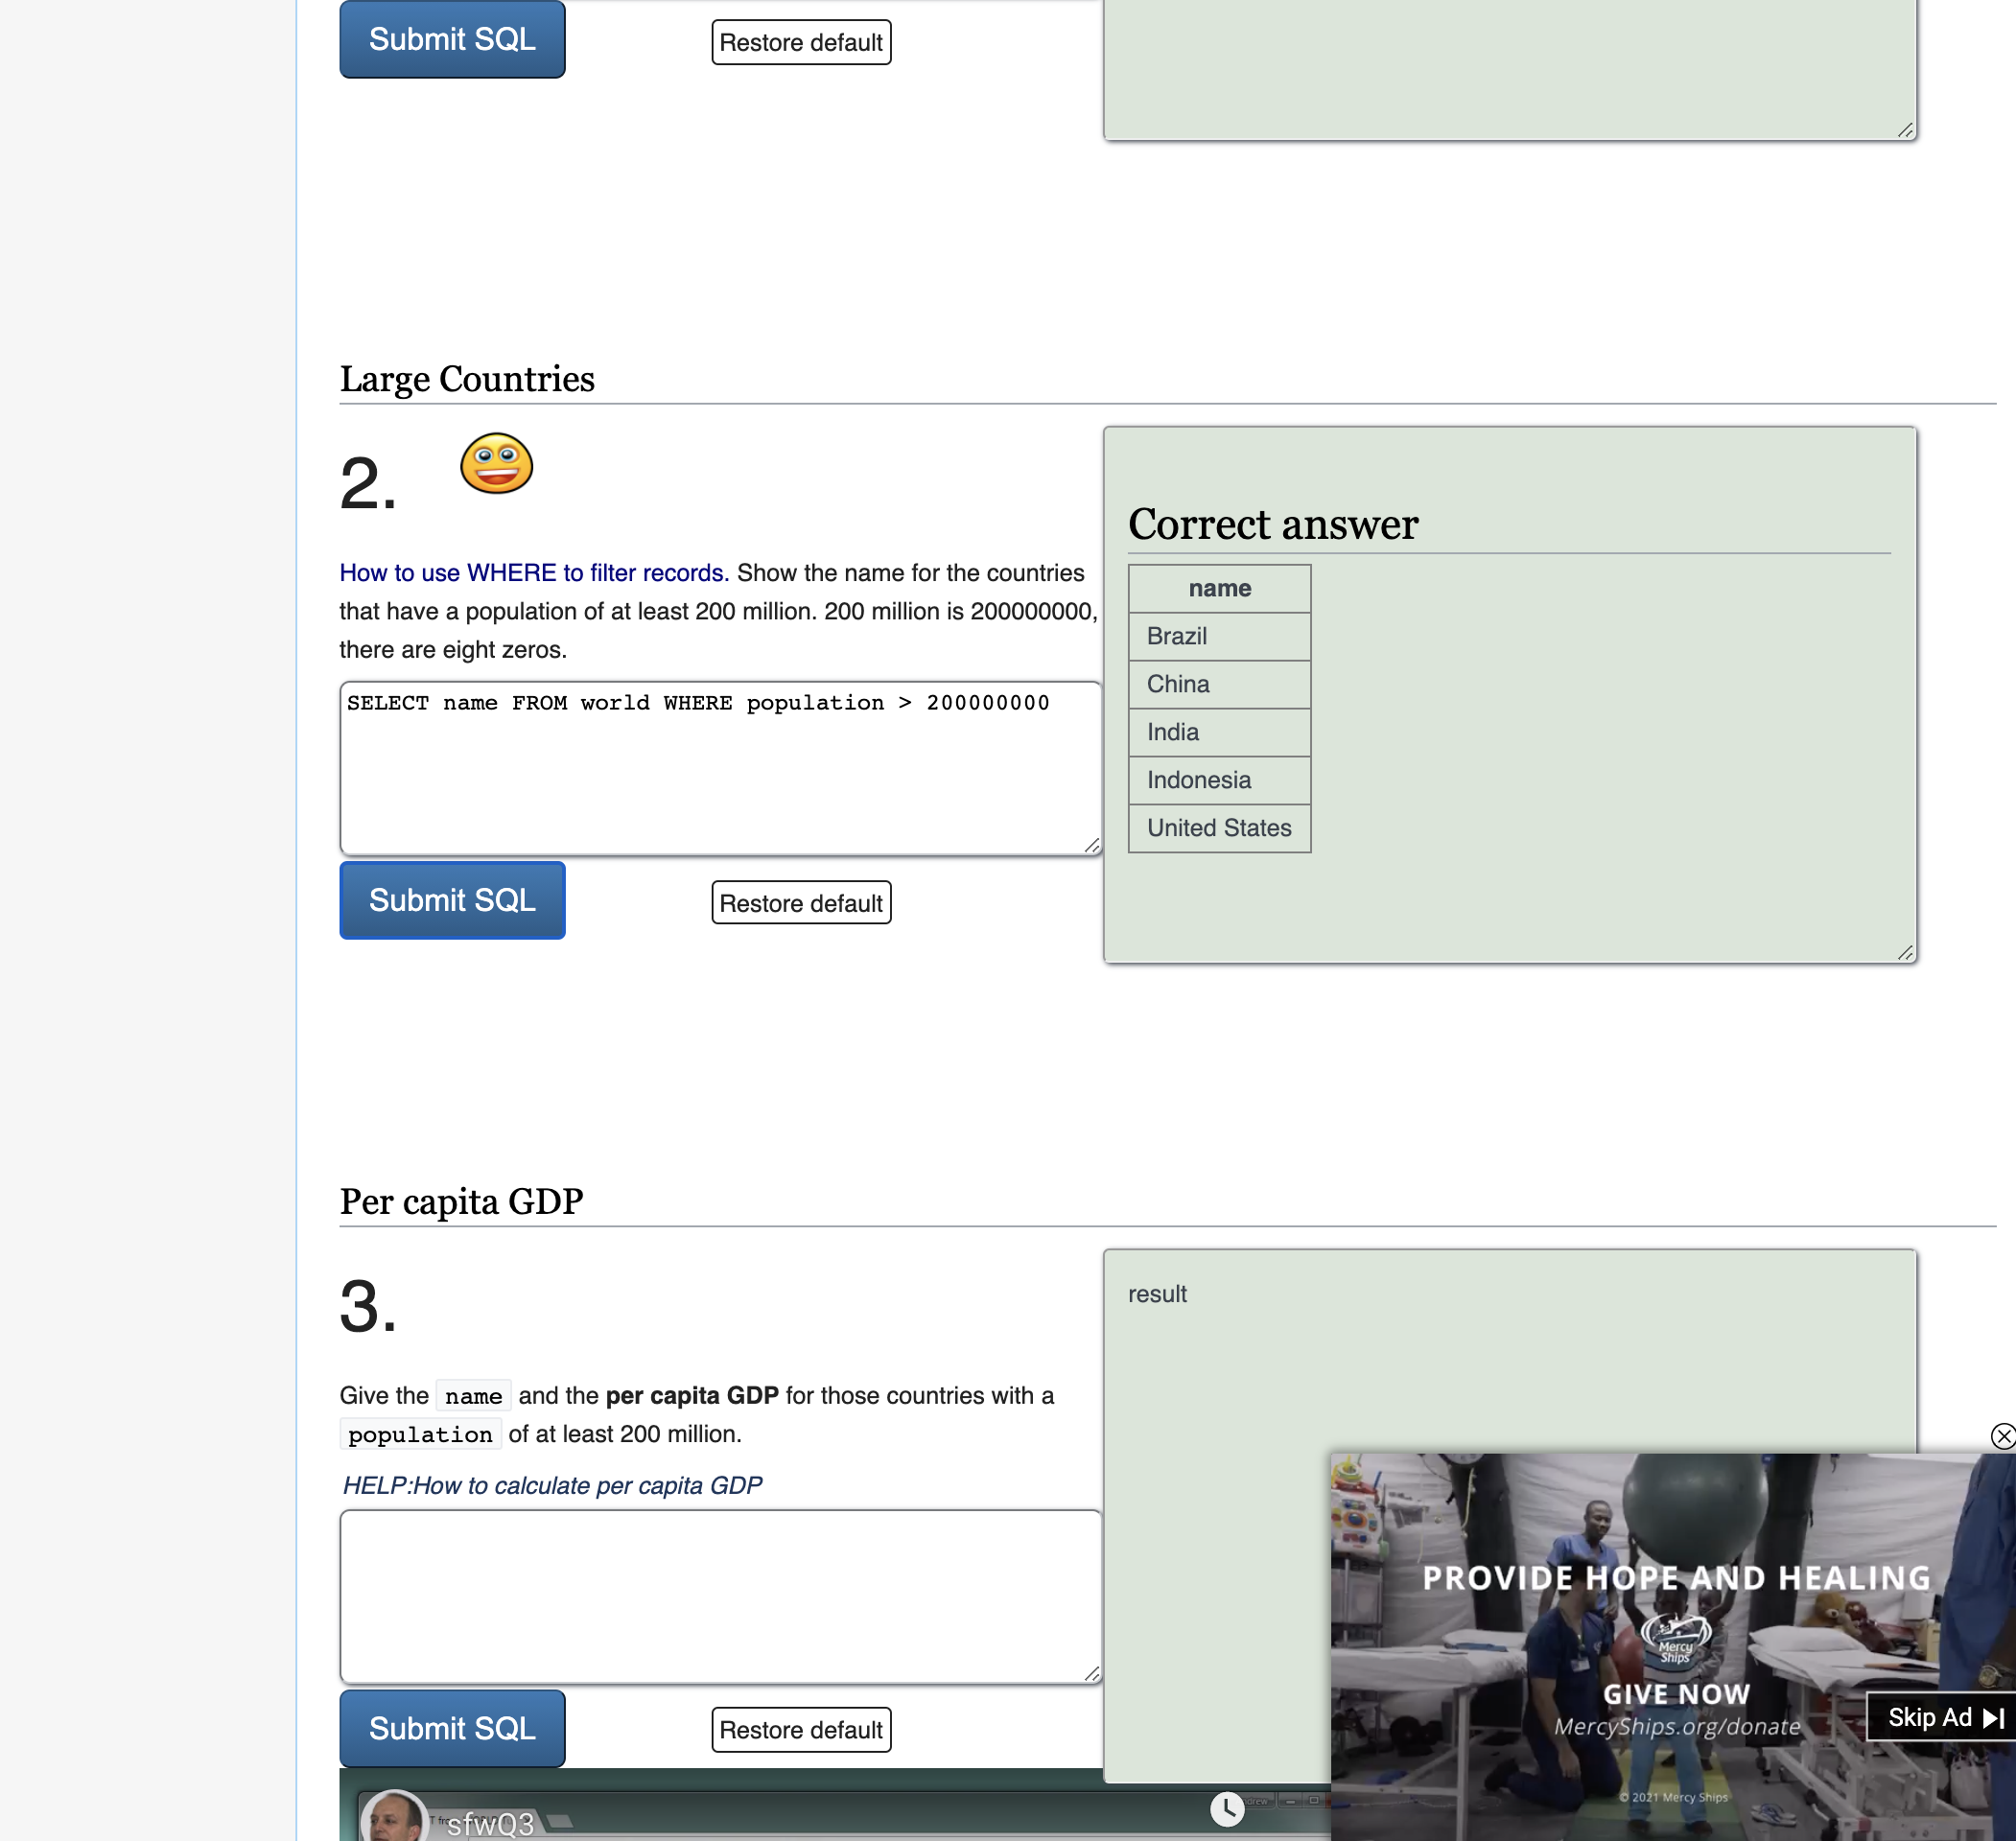 Submit SQL
Restore default
Large Countries
2.
How to use WHERE to filter records. Show the name for the countries
that have a population of at least 200 million. 200 million is 200000000,
there are eight zeros.
SELECT name FROM world WHERE population > 200000000
Submit SQL
Restore default
Correct answer
name
Brazil
China
India
Indonesia
United States
Per capita GDP
3.
Give the name and the per capita GDP for those countries with a
population of at least 200 million.
HELP:How to calculate per capita GDP
Submit SQL
Restore default
result
PROVIDE HOPE AND HEALING
Mercy
Ships
GIVE NOW
MercyShips.org/donate
Skip Ad
© 2021 Mercy Ships
sfwQ3